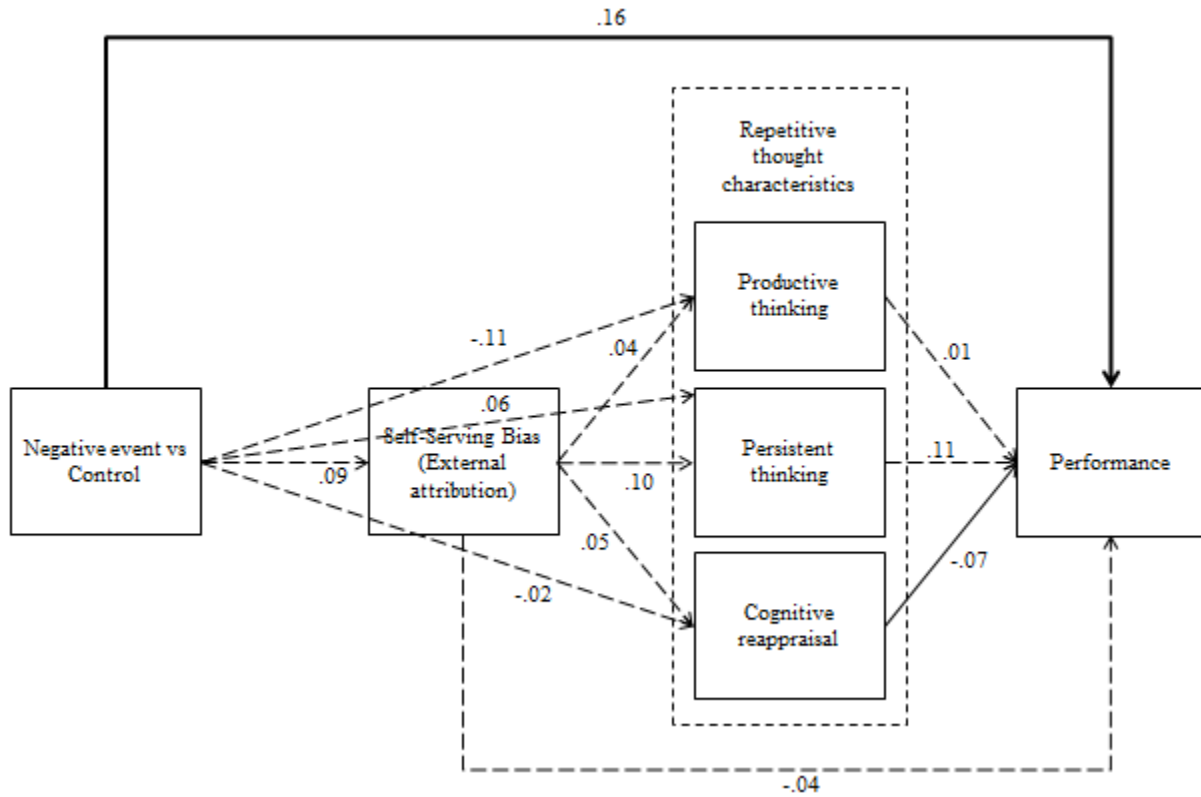 .16
Repetitive
thought
characteristics
Productive
thinking
-.11
.04
.01
.06
Negative event vs
Control
.09
Self-Serving Bias
(External
attribution)
.10
Persistent
thinking
.11
Performance
.05
-.02
Cognitive
reappraisal
-.07
-.04